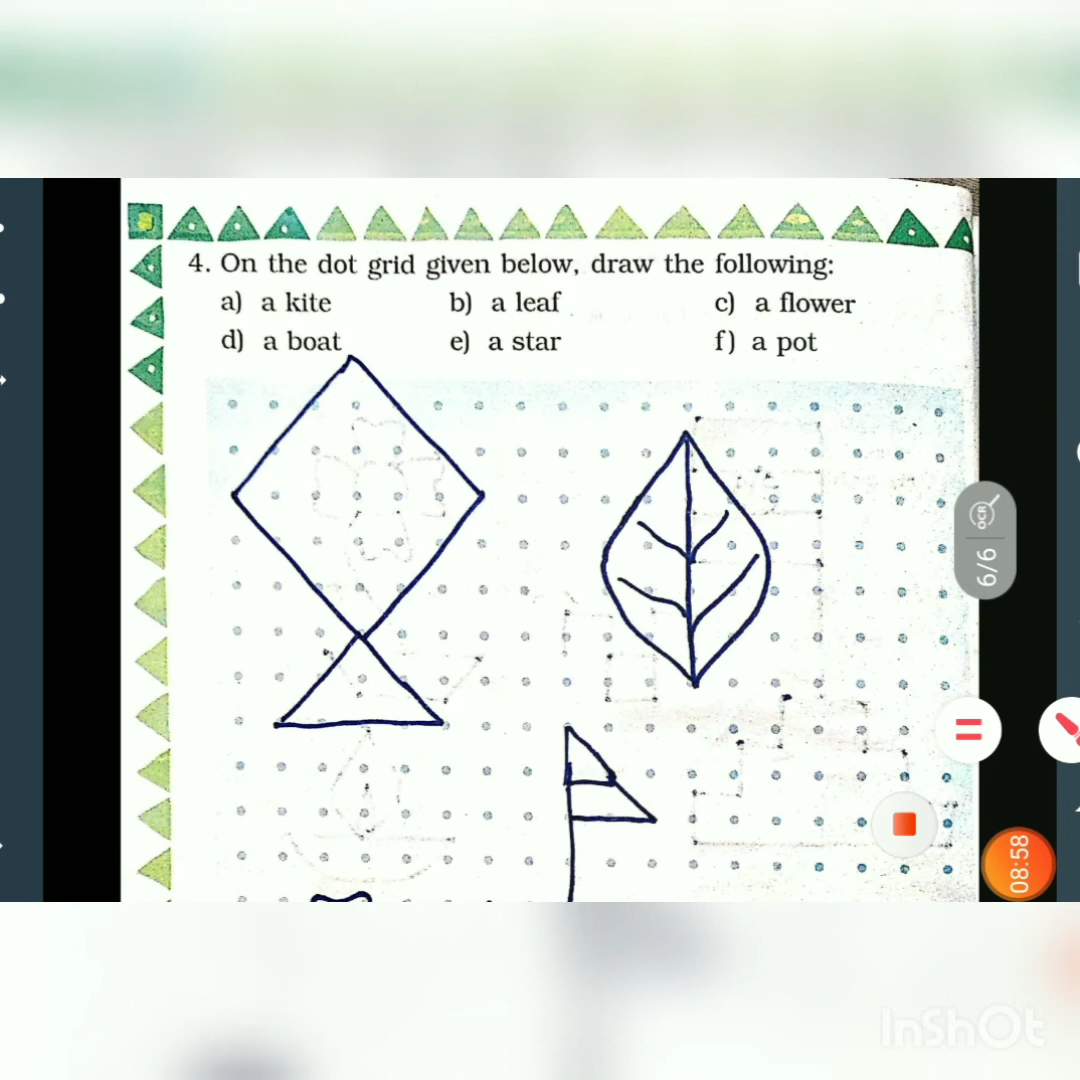 4. On the dot grid given below, draw the following:
a) a kite b) a leaf c) a flower
d) a boat e) a star f) a pot
OCR
6/6
08:58
InShOt